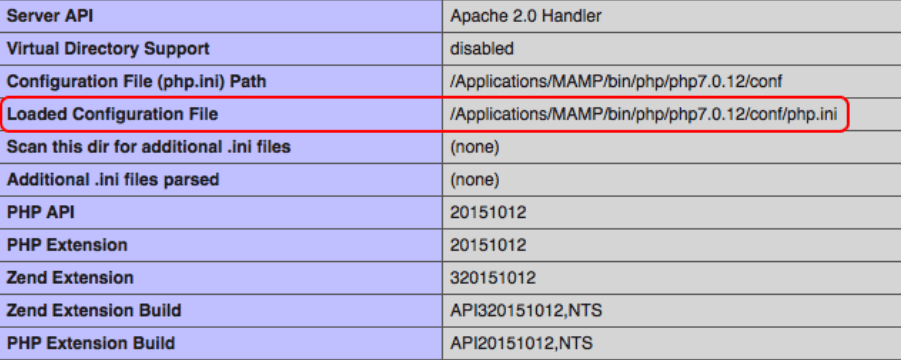 Server API Apache 2.0 Handler
Virtual Directory Support disabled
Configuration File (php.ini) Path /Applications/MAMP/bin/php/php7.0.12/conf
Loaded Configuration File /Applications/MAMP/bin/php/php7.0.12/conf/php.ini
Scan this dir for additional .ini files (none)
Additional .ini files parsed (none)
PHP API 20151012
PHP Extension 20151012
Zend Extension 320151012
Zend Extension Build API320151012,NTS
PHP Extension Build API20151012,NTS